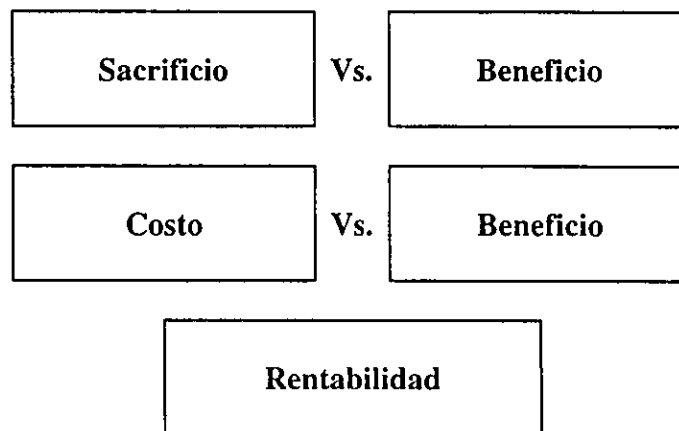 Sacrificio Vs. Beneficio
Costo Vs. Beneficio
Rentabilidad